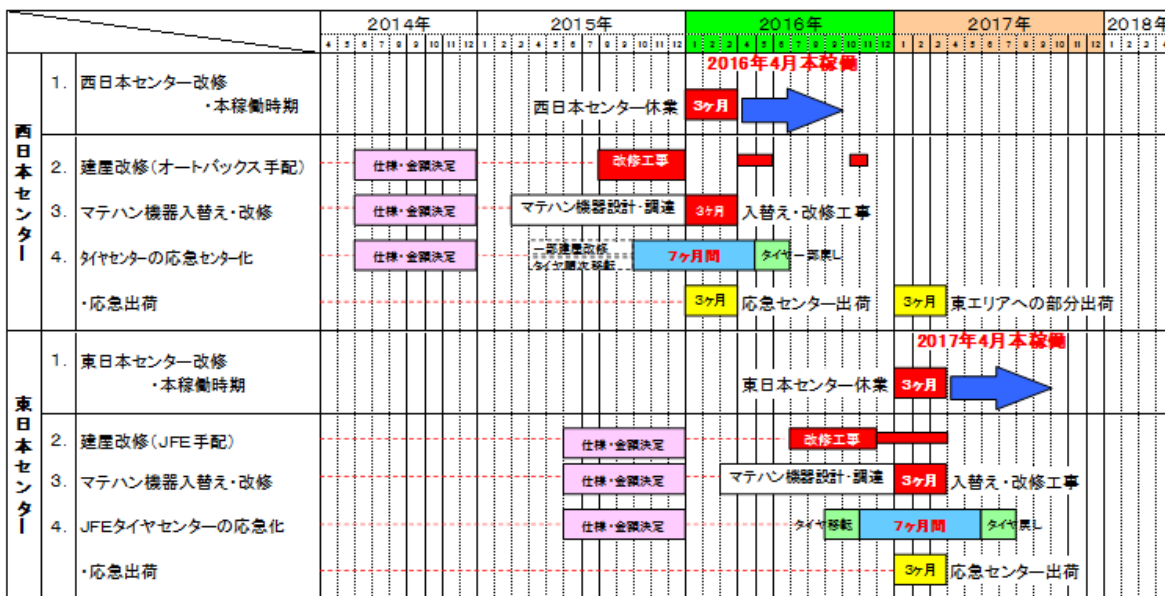 2014年 2015年 2016年 2017年 2018年
4 5 6 7 8 9 10 11 12 1 2 3 4 5 6 7 8 9 10 11 12 1 2 3 4 5 6 7 8 9 10 11 12 1 2 3 4 5 6 7 8 9 10 11 12 1 2 3 4
西日本センター
2016年4月本稼働
1. 西日本センター改修
・本稼働時期 西日本センター休業 3ヶ月
2. 建屋改修(オートバックス手配) 仕様・金額決定 改修工事
3. マテハン機器入替え・改修 仕様・金額決定 マテハン機器設計・調達 3ヶ月 入替え・改修工事
一部建屋改修
4. タイヤセンターの応急センター化 仕様・金額決定 7ヶ月間 タイヤ一部戻し
タイヤ順次移転
・応急出荷 3ヶ月 応急センター出荷 3ヶ月 東エリアへの部分出荷
東日本センター
2017年4月本稼働
1. 東日本センター改修
・本稼働時期 東日本センター休業 3ヶ月
2. 建屋改修(JFE手配) 仕様・金額決定 改修工事
3. マテハン機器入替え・改修 仕様・金額決定 マテハン機器設計・調達 3ヶ月 入替え・改修工事
4. JFEタイヤセンターの応急化 仕様・金額決定 タイヤ移転 7ヶ月間 タイヤ戻し
・応急出荷 3ヶ月 応急センター出荷